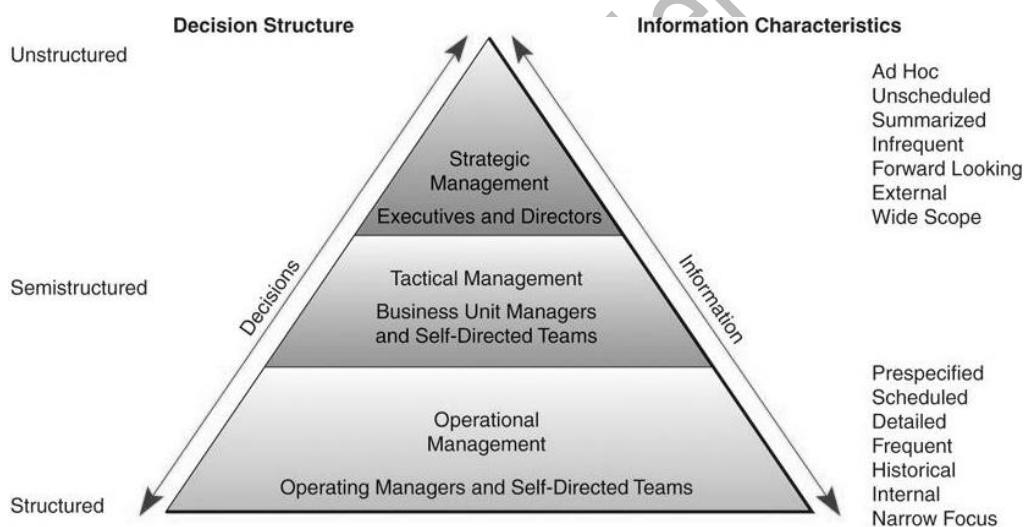 Decision Structure
Information Characteristics
Unstructured
Ad Hoc
Unscheduled
Summarized
Infrequent
Forward Looking
External
Wide Scope
Strategic
Management
Executives and Directors
Decisions
Information
Semistructured
Tactical Management
Business Unit Managers
and Self-Directed Teams
Prespecified
Scheduled
Detailed
Frequent
Historical
Internal
Narrow Focus
Operational
Management
Operating Managers and Self-Directed Teams
Structured